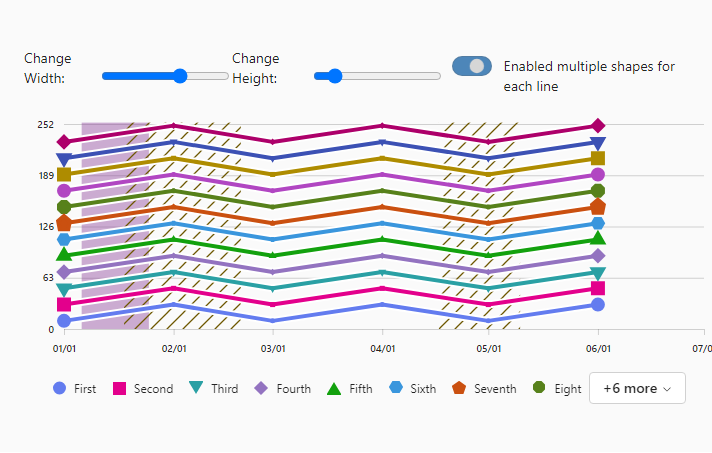 Change Width:
Change Height:
Enabled multiple shapes for
each line
252
189
126
63
0
01/01 02/01 03/01 04/01 05/01 06/01 07/0
First Second Third Fourth Fifth Sixth Seventh Eight +6 more